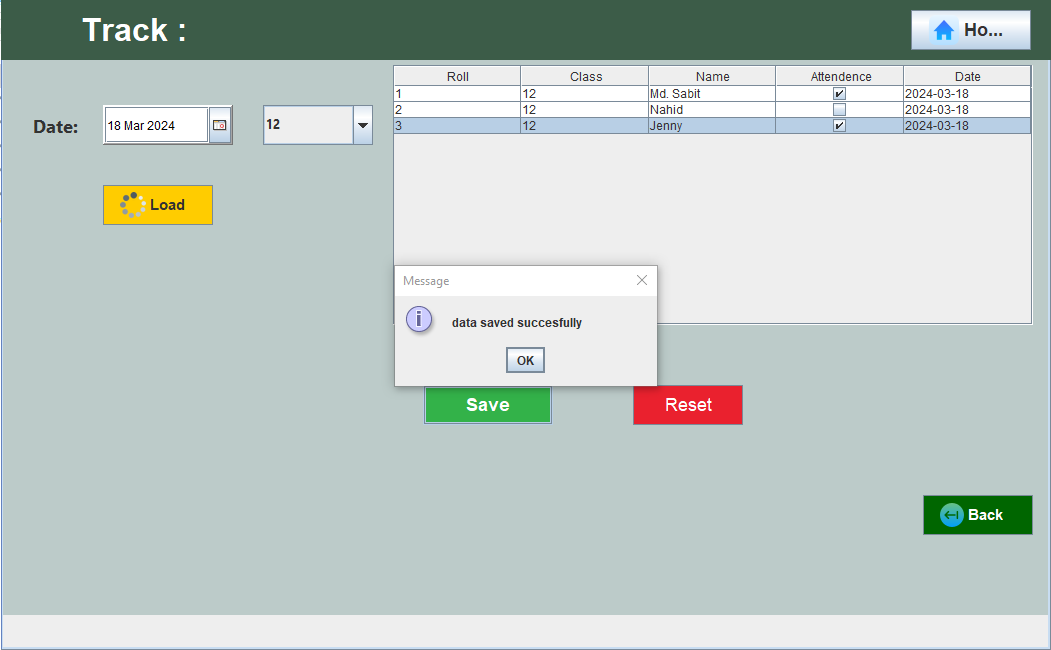 Track :
Ho...
Date:
18 Mar 2024
12
Load
Roll Class Name Attendence Date
1 12 Md. Sabit 2024-03-18
2 12 Nahid 2024-03-18
3 12 Jenny 2024-03-18
Message
data saved succesfully
OK
Save
Reset
Back